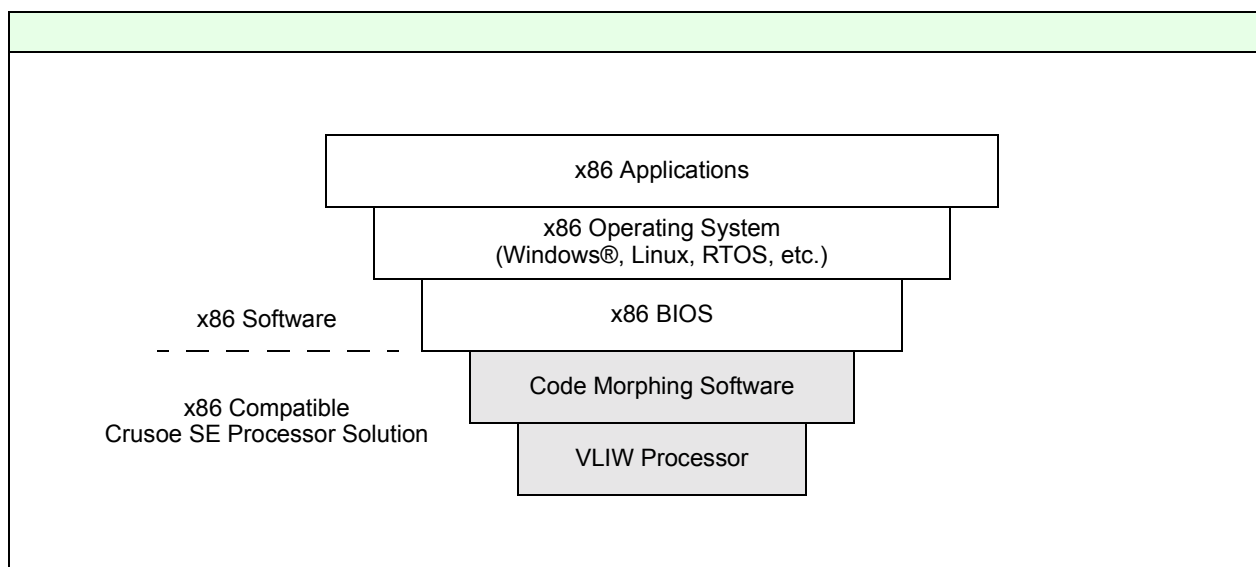 x86 Applications
x86 Operating System
(Windows®, Linux, RTOS, etc.)
x86 BIOS
x86 Software
Code Morphing Software
x86 Compatible
Crusoe SE Processor Solution
VLIW Processor